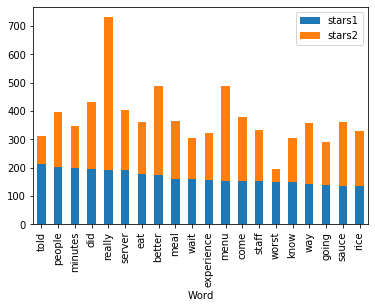 700
600
500
400
300
200
100
0
stars1
stars2
told
people
minutes
did
really
server
eat
better
meal
wait
experience
menu
come
staff
worst
know
way
going
sauce
rice
Word